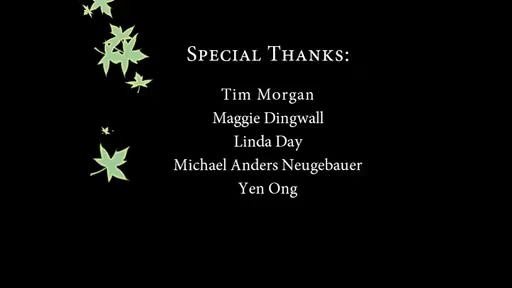 Special Thanks:
Tim Morgan
Maggie Dingwall
Linda Day
Michael Anders Neugebauer
Yen Ong